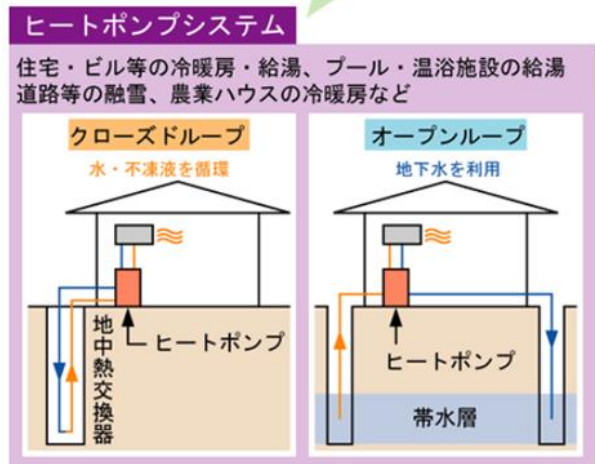 ヒートポンプシステム
住宅・ビル等の冷暖房・給湯、プール・温浴施設の給湯
道路等の融雪、農業ハウスの冷暖房など
クローズドループ
水・不凍液を循環
地中熱交換器
ヒートポンプ
オープンループ
地下水を利用
ヒートポンプ
帯水層